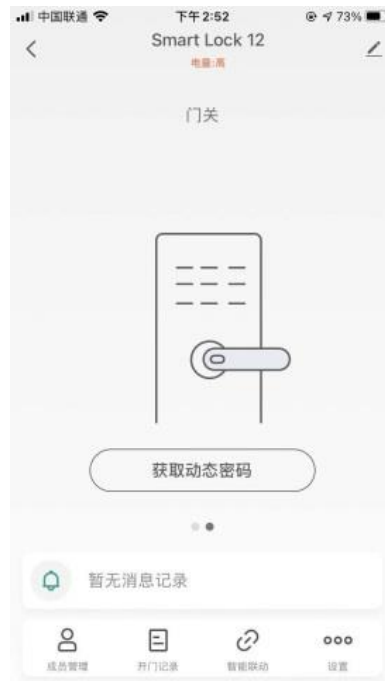 中国联通 下午2:52 73%
Smart Lock 12
电量:高
门关
获取动态密码
暂无消息记录
成员管理 开门记录 智能联动 设置